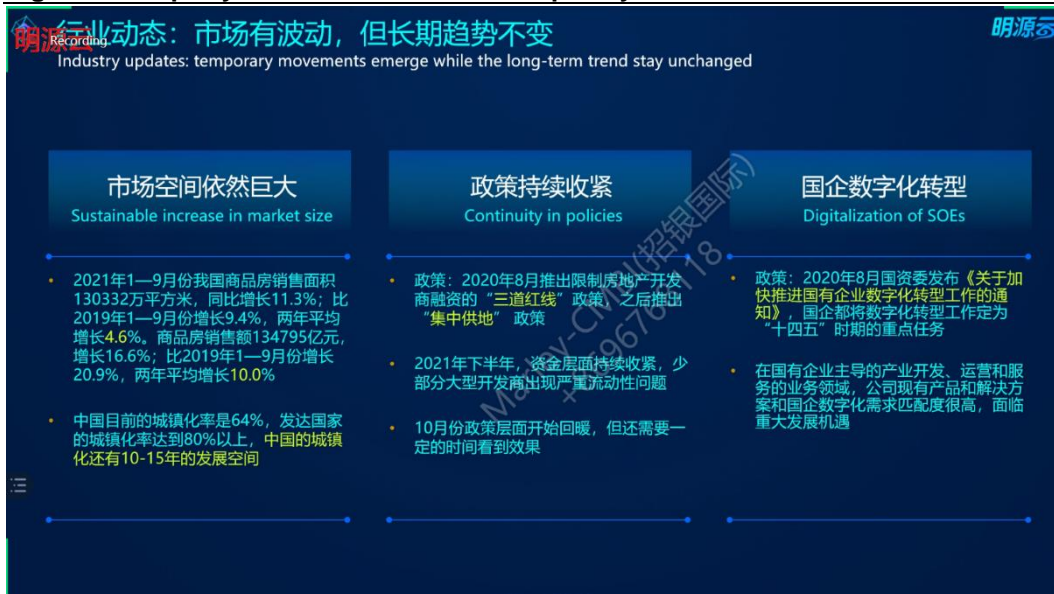 行业动态：市场有波动，但长期趋势不变
明源云
Recording...
明源云
Industry updates: temporary movements emerge while the long-term trend stay unchanged
市场空间依然巨大
Sustainable increase in market size
• 2021年1—9月份我国商品房销售面积
130332万平方米，同比增长11.3%；比
2019年1—9月份增长9.4%，两年平均
增长4.6%。商品房销售额134795亿元，
增长16.6%；比2019年1—9月份增长
20.9%，两年平均增长10.0%
• 中国目前的城镇化率是64%，发达国家
的城镇化率达到80%以上，中国的城镇
化还有10-15年的发展空间
政策持续收紧
Continuity in policies
• 政策：2020年8月推出限制房地产开发
商融资的“三道红线”政策，之后推出
“集中供地” 政策
• 2021年下半年，资金层面持续收紧，少
部分大型开发商出现严重流动性问题
• 10月份政策层面开始回暖，但还需要一
定的时间看到效果
国企数字化转型
Digitalization of SOEs
• 政策：2020年8月国资委发布《关于加
快推进国有企业数字化转型工作的通
知》，国企都将数字化转型工作定为
“十四五”时期的重点任务
• 在国有企业主导的产业开发、运营和服
务的业务领域，公司现有产品和解决方
案和国企数字化需求匹配度很高，面临
重大发展机遇